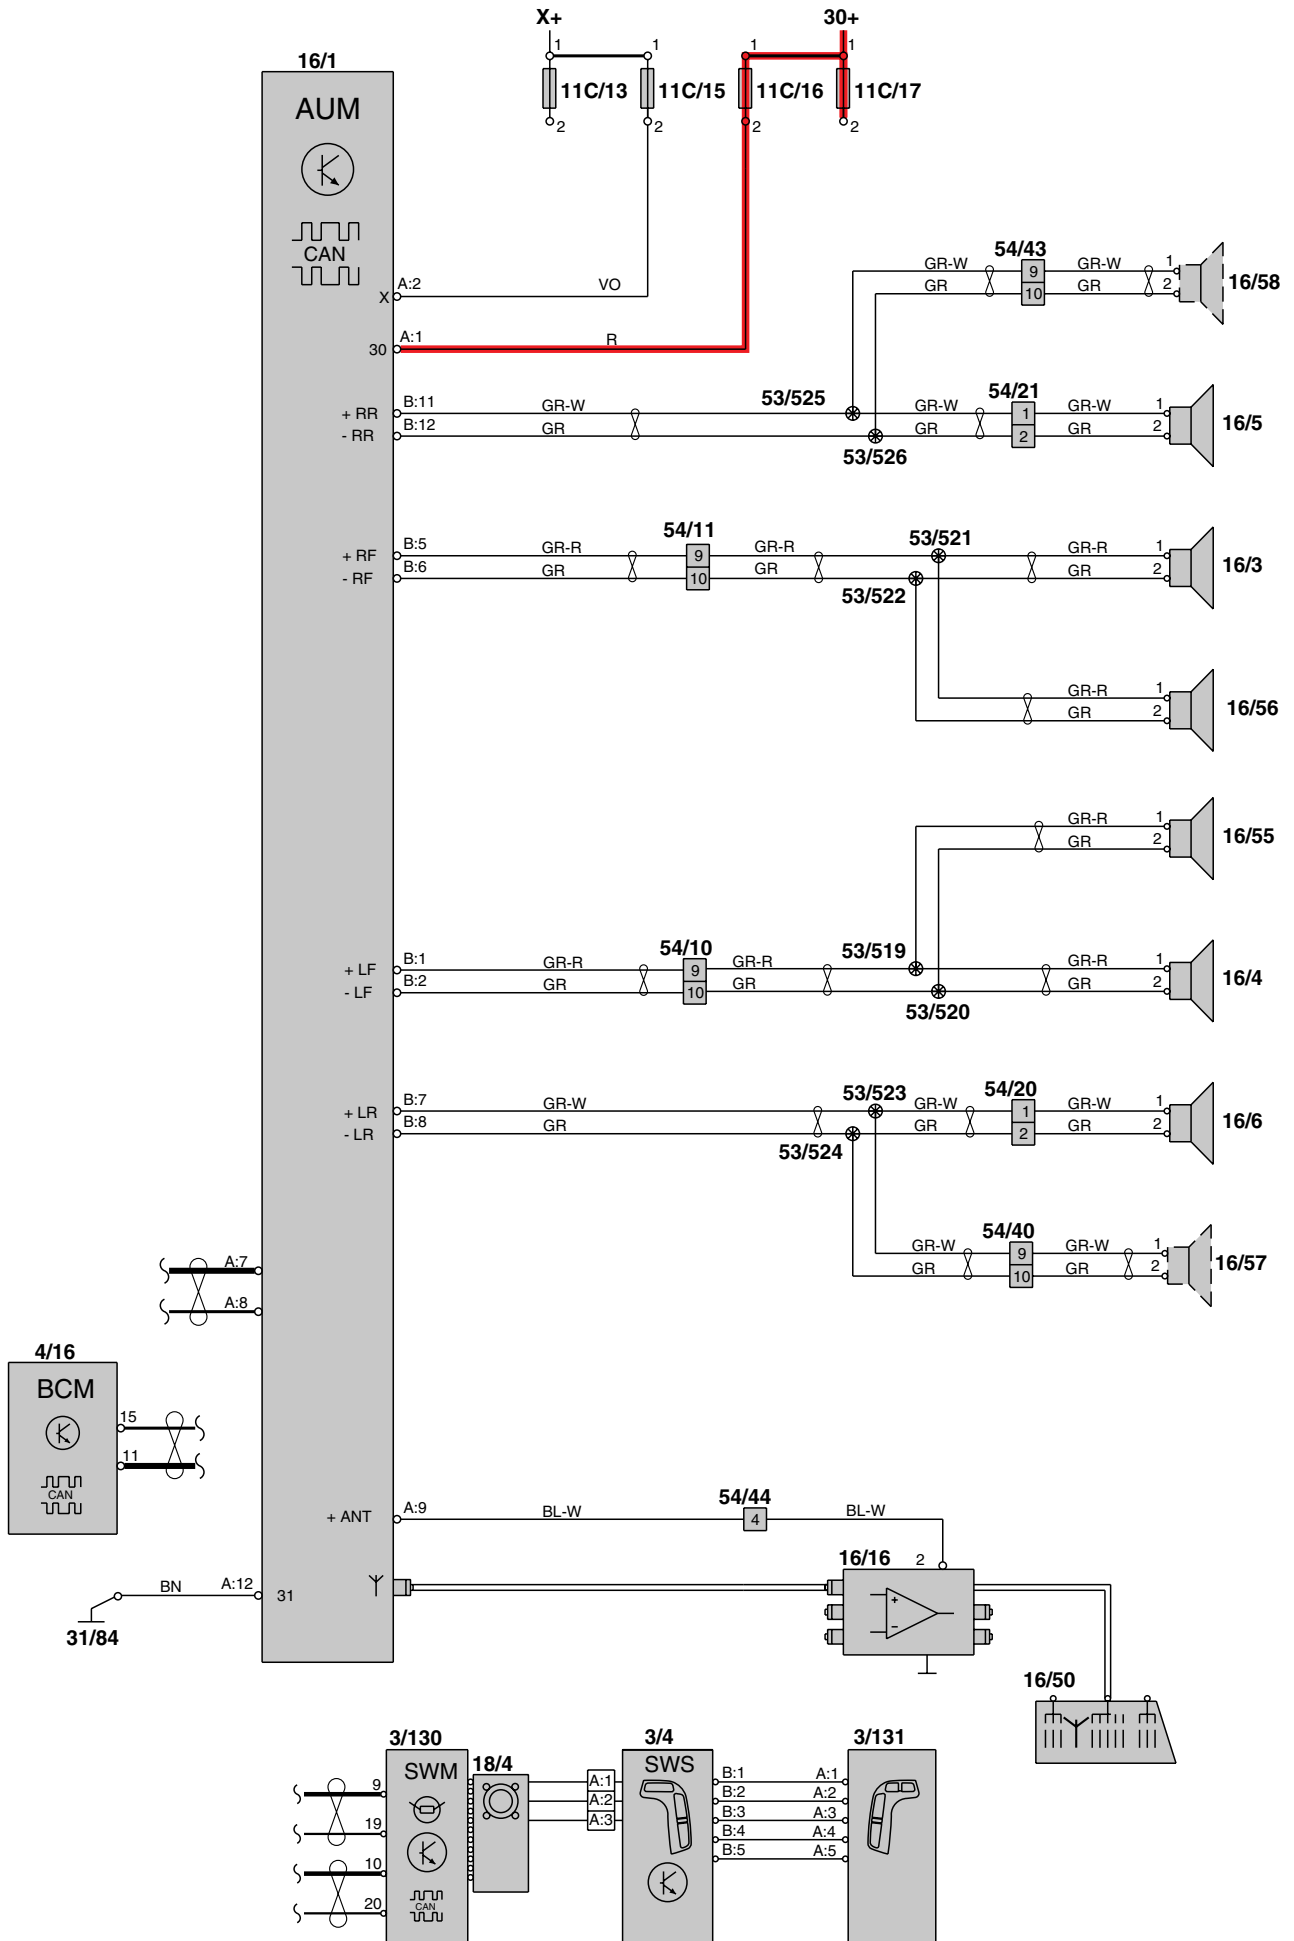 X+ 30+
1 1 1 1
16/1
11C/13 11C/15 11C/16 11C/17
AUM
2 2 2 2
CAN
54/43
GR-W 9 GR-W 1
GR 10 GR 2
16/58
X A:2 VO
30 A:1 R
53/525 54/21
+ RR B:11 GR-W GR-W 1 GR-W 1
16/5
- RR B:12 GR GR 2 GR 2
53/526
54/11 53/521
+ RF B:5 GR-R 9 GR-R GR-R 1
16/3
- RF B:6 GR 10 GR GR 2
53/522
GR-R 1
16/56
GR 2
GR-R 1
16/55
GR 2
54/10 53/519
+ LF B:1 GR-R 9 GR-R GR-R 1
16/4
- LF B:2 GR 10 GR GR 2
53/520
53/523 54/20
+ LR B:7 GR-W GR-W 1 GR-W 1
16/6
- LR B:8 GR GR 2 GR 2
53/524
54/40
GR-W 9 GR-W 1
16/57
GR 10 GR 2
A:7
A:8
4/16
BCM
15
11
CAN
54/44
+ ANT A:9 BL-W 4 BL-W
16/16 2
BN A:12 31
+
−
31/84
16/50
3/130 18/4 3/4 3/131
SWM SWS
9 A:1 B:1 A:1
A:2 B:2 A:2
19 A:3 B:3 A:3
B:4 A:4
10 B:5 A:5
20 CAN